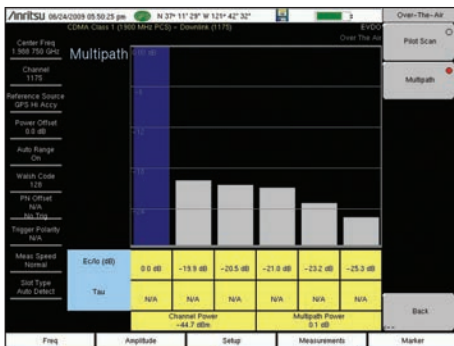 Anritsu 06/24/2009 05:50:25 pm N 37° 11' 29" W 121° 42' 32"
Over-The-Air
CDMA Class 1 (1900 MHz PCS) - Downlink (1175)
EVDO
Over The Air
Multipath
Center Freq
1.988 750 GHz
Channel
1175
Reference Source
GPS Hi Accy
Power Offset
0.0 dB
Auto Range
On
Walsh Code
128
PN Offset
N/A
No Trig
Trigger Polarity
N/A
Meas Speed
Normal
Slot Type
Auto Detect
Pilot Scan
Multipath
Back
Ec/Io (dB) 0.0 dB -19.9 dB -20.5 dB -21.0 dB -23.2 dB -25.3 dB
Tau N/A N/A N/A N/A N/A N/A
Channel Power
-44.7 dBm
Multipath Power
0.1 dB
Freq Amplitude Setup Measurements Marker